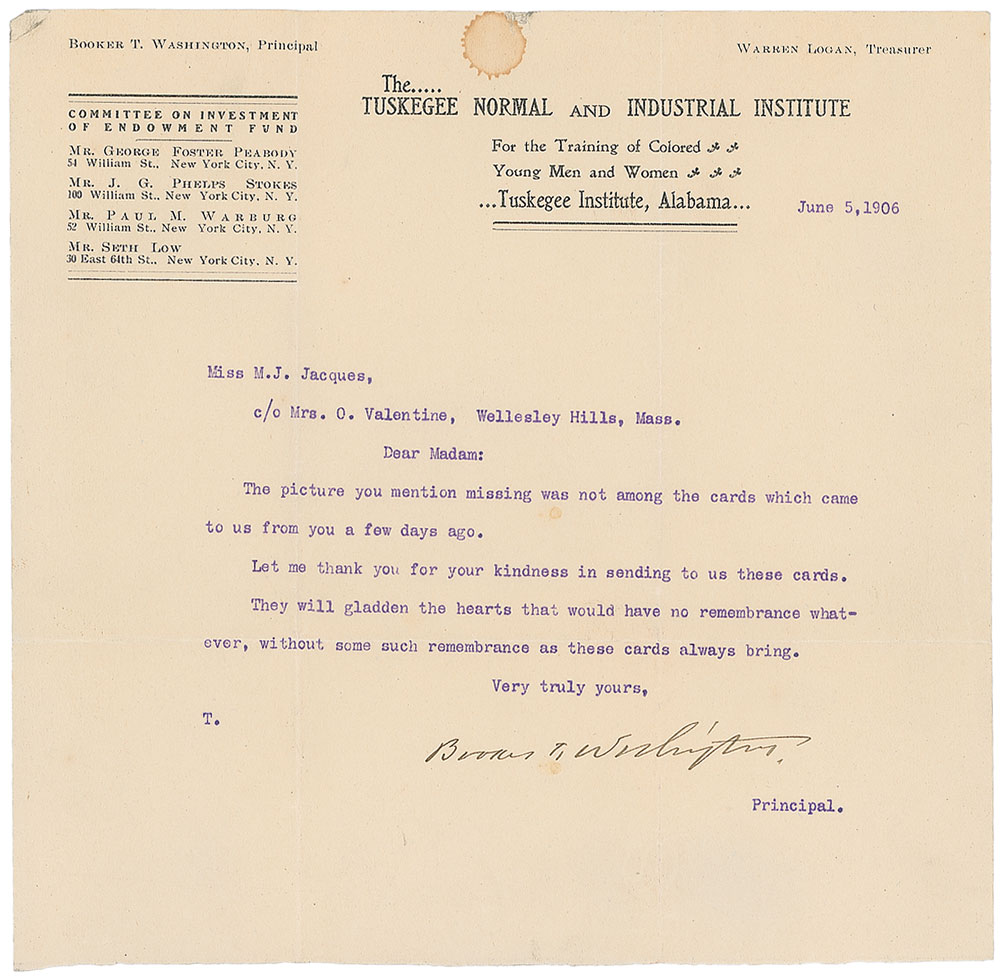 BOOKER T. WASHINGTON, Principal
WARREN LOGAN, Treasurer
COMMITTEE ON INVESTMENT
OF ENDOWMENT FUND
MR. GEORGE FOSTER PEABODY
54 William St., New York City, N. Y.
MR. J. G. PHELPS STOKES
100 William St., New York City, N. Y.
MR. PAUL M. WARBURG
52 William St., New York City, N. Y.
MR. SETH LOW
30 East 64th St., New York City, N. Y.
The.....
TUSKEGEE NORMAL AND INDUSTRIAL INSTITUTE
For the Training of Colored
Young Men and Women
...Tuskegee Institute, Alabama...
June 5,1906
Miss M.J. Jacques,
c/o Mrs. O. Valentine, Wellesley Hills, Mass.
Dear Madam:
The picture you mention missing was not among the cards which came
to us from you a few days ago.
Let me thank you for your kindness in sending to us these cards.
They will gladden the hearts that would have no remembrance what-
ever, without some such remembrance as these cards always bring.
Very truly yours,
T.
Booker T. Washington.
Principal.